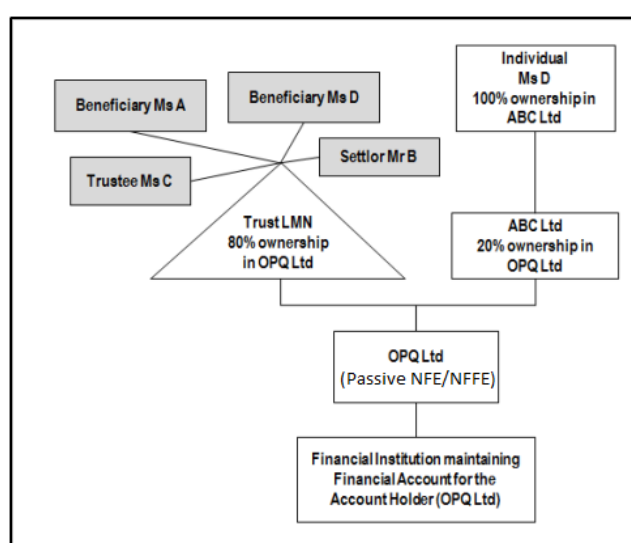 Beneficiary Ms A
Beneficiary Ms D
Trustee Ms C
Settlor Mr B
Trust LMN
80% ownership
in OPQ Ltd
Individual
Ms D
100% ownership in
ABC Ltd
ABC Ltd
20% ownership in
OPQ Ltd
OPQ Ltd
(Passive NFE/NFFE)
Financial Institution maintaining
Financial Account for the
Account Holder (OPQ Ltd)